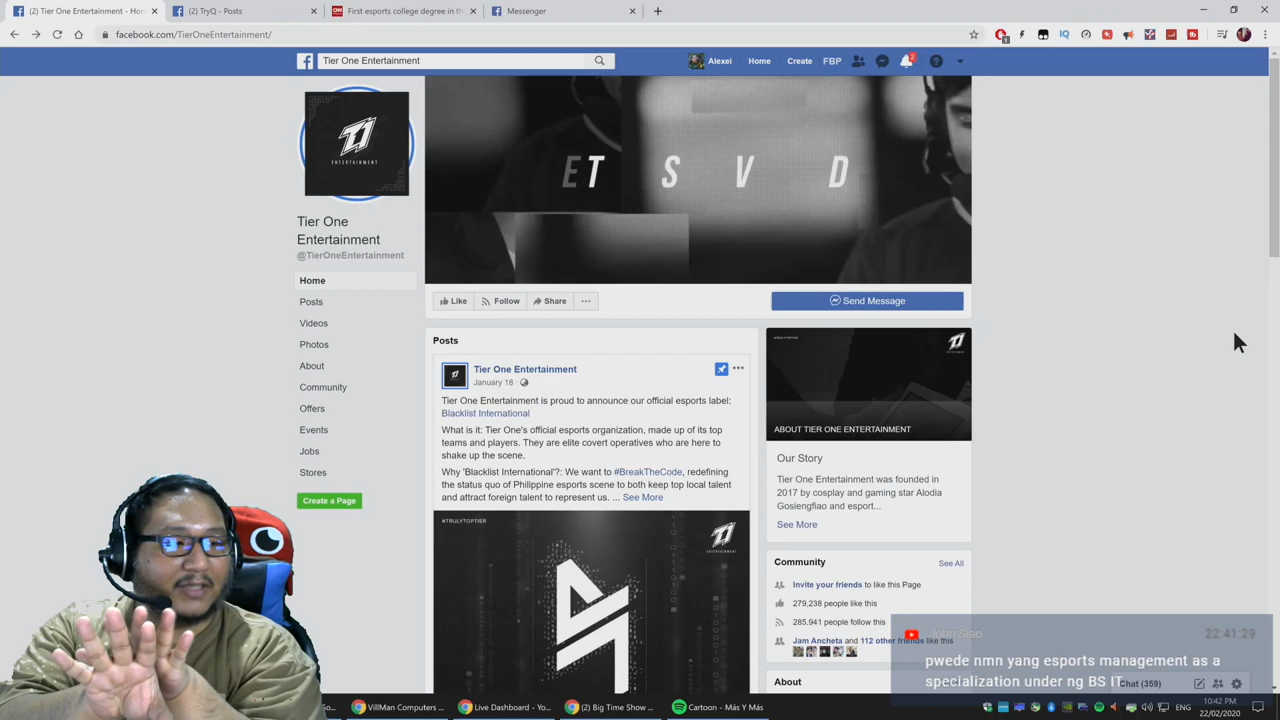 (2) Tier One Entertainment - Hom
(2) TryQ - Posts
First esports college degree in th
Messenger
facebook.com/TierOneEntertainment/
Tier One Entertainment
Alexei
Home
Create
FBP
2
T1
ENTERTAINMENT
E T S V D
Tier One
Entertainment
@TierOneEntertainment
Home
Posts
Videos
Photos
About
Community
Offers
Events
Jobs
Stores
Create a Page
Like
Follow
Share
Send Message
Posts
Tier One Entertainment
January 18
Tier One Entertainment is proud to announce our official esports label:
Blacklist International
What is it: Tier One's official esports organization, made up of its top
teams and players. They are elite covert operatives who are here to
shake up the scene.
Why 'Blacklist International'?: We want to #BreakTheCode, redefining
the status quo of Philippine esports scene to both keep top local talent
and attract foreign talent to represent us. ... See More
#TRULYTOPTIER
ENTERTAINMENT
ABOUT TIER ONE ENTERTAINMENT
Our Story
Tier One Entertainment was founded in
2017 by cosplay and gaming star Alodia
Gosiengfiao and esport...
See More
Community
See All
Invite your friends to like this Page
279,238 people like this
285,941 people follow this
Jam Ancheta and 112 other friends like this
About
John Siao
22:41:29
pwede nmn yang esports management as a
specialization under ng BS IT
Chat (359)
VillMan Computers ...
Live Dashboard - Yo...
(2) Big Time Show ...
Cartoon - Más Y Más
ENG
10:42 PM
22/02/2020